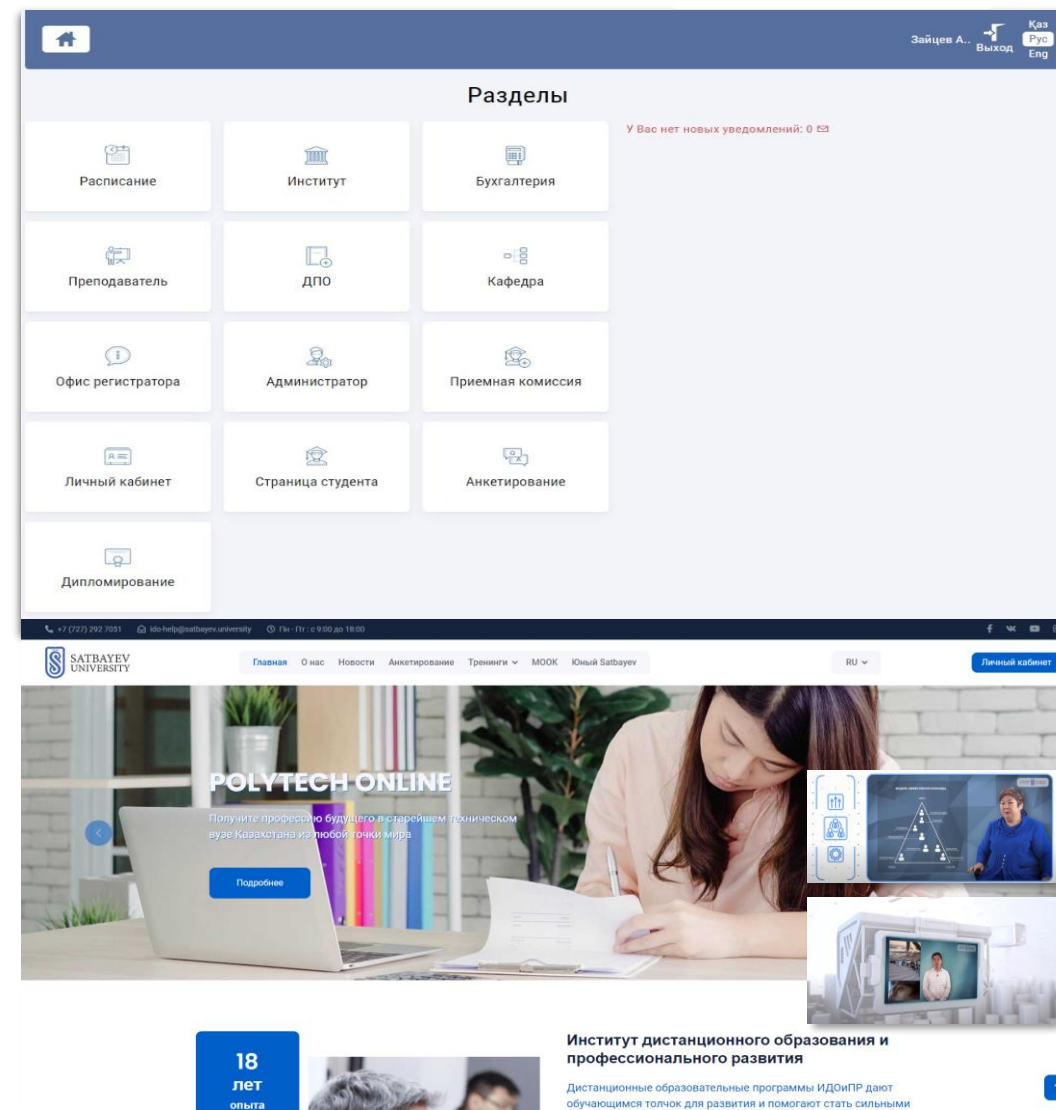 Зайцев А..
Выход
Қаз
Рус
Eng
Разделы
У Вас нет новых уведомлений: 0
Расписание
Институт
Бухгалтерия
Преподаватель
ДПО
Кафедра
Офис регистратора
Администратор
Приемная комиссия
Личный кабинет
Страница студента
Анкетирование
Дипломирование
+7 (727) 292 7051 ido-help@satbayev.university Пн - Пт : с 9:00 до 18:00
SATBAYEV
UNIVERSITY
Главная О нас Новости Анкетирование Тренинги МООК Юный Satbayev
RU
Личный кабинет
POLYTECH ONLINE
Получите профессию будущего в старейшем техническом
вузе Казахстана из любой точки мира
Подробнее
18
лет
опыта
Институт дистанционного образования и
профессионального развития
Дистанционные образовательные программы ИДОиПР дают
обучающимся толчок для развития и помогают стать сильными